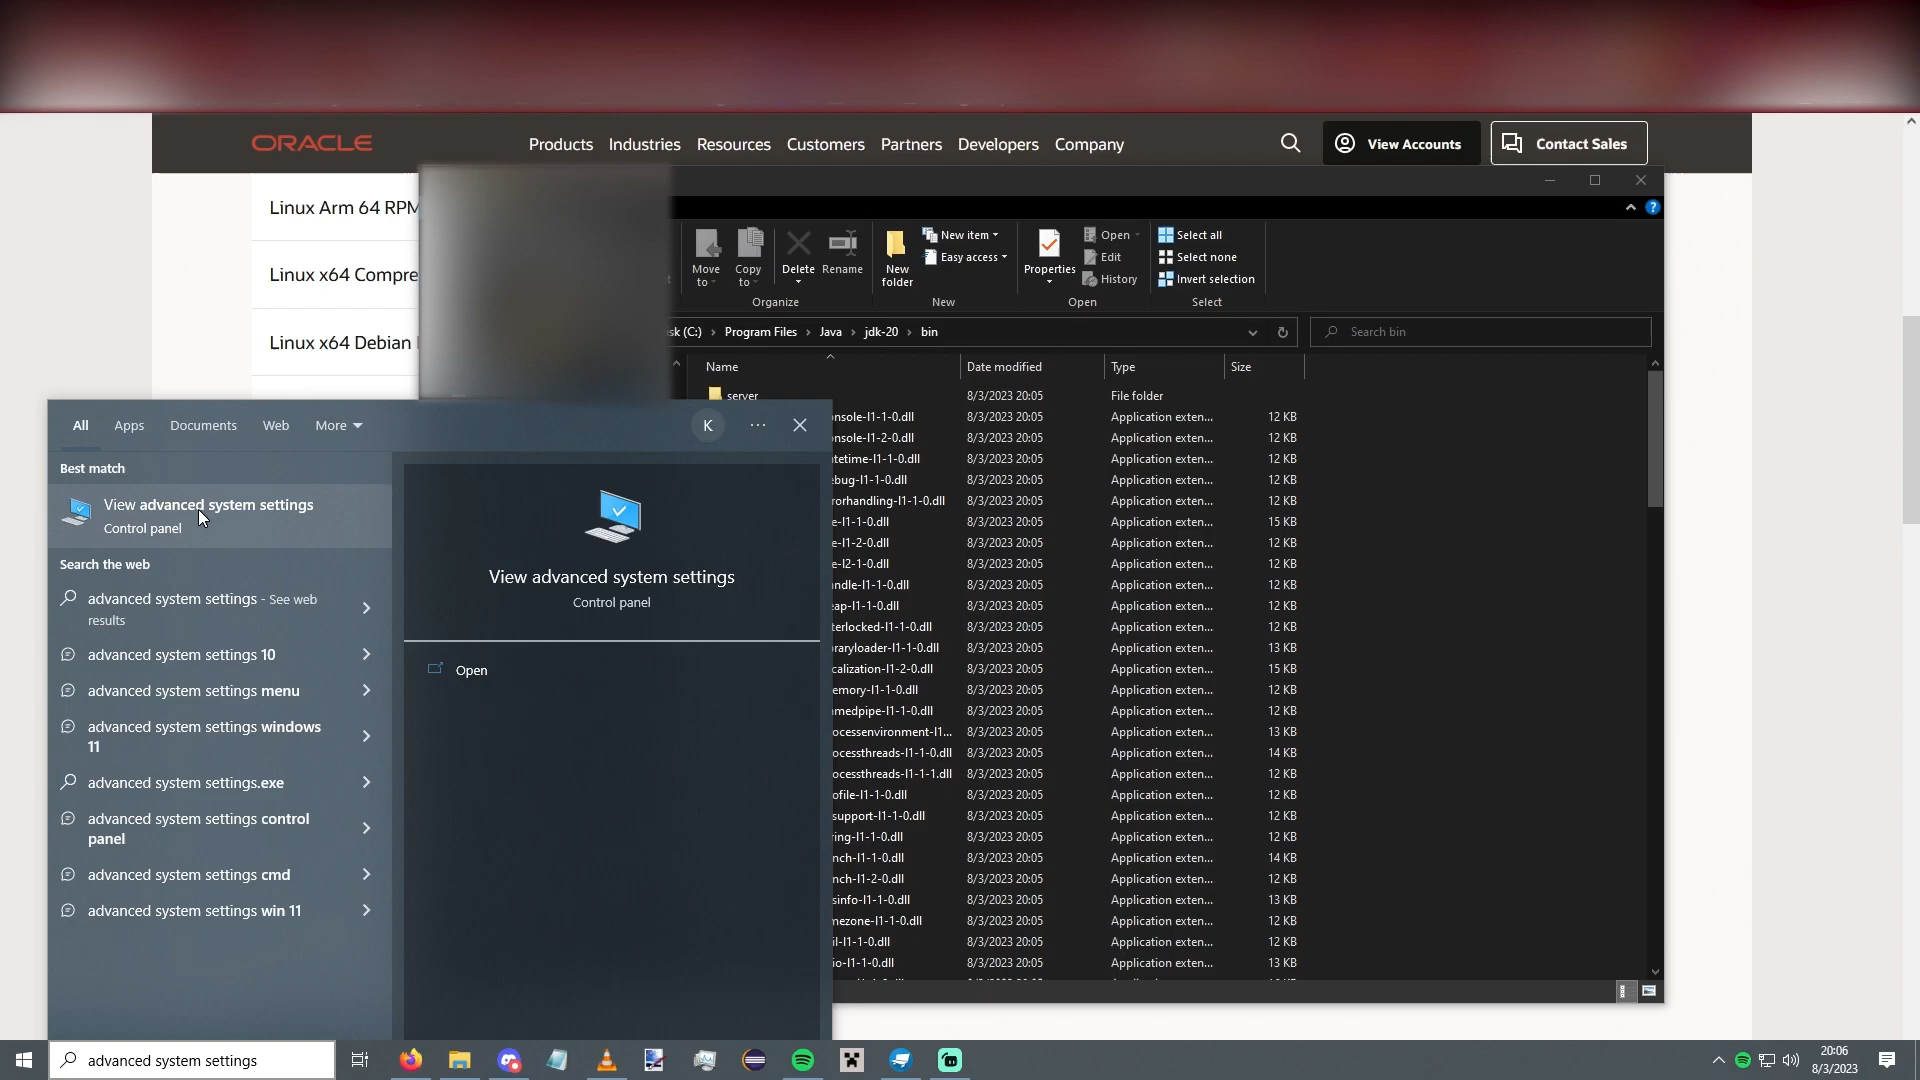 ORACLE
Products
Industries
Resources
Customers
Partners
Developers
Company
View Accounts
Contact Sales
Linux Arm 64 RPM
Linux x64 Compre
Linux x64 Debian
Move to
Copy to
Delete
Rename
Organize
New folder
New item
Easy access
New
Properties
Open
Edit
History
Open
Select all
Select none
Invert selection
Select
sk (C:) › Program Files › Java › jdk-20 › bin
Search bin
Name
Date modified
Type
Size
server 8/3/2023 20:05 File folder
onsole-l1-1-0.dll 8/3/2023 20:05 Application exten... 12 KB
onsole-l1-2-0.dll 8/3/2023 20:05 Application exten... 12 KB
atetime-l1-1-0.dll 8/3/2023 20:05 Application exten... 12 KB
ebug-l1-1-0.dll 8/3/2023 20:05 Application exten... 12 KB
rorhandling-l1-1-0.dll 8/3/2023 20:05 Application exten... 12 KB
e-l1-1-0.dll 8/3/2023 20:05 Application exten... 15 KB
e-l1-2-0.dll 8/3/2023 20:05 Application exten... 12 KB
e-l2-1-0.dll 8/3/2023 20:05 Application exten... 12 KB
andle-l1-1-0.dll 8/3/2023 20:05 Application exten... 12 KB
eap-l1-1-0.dll 8/3/2023 20:05 Application exten... 12 KB
terlocked-l1-1-0.dll 8/3/2023 20:05 Application exten... 12 KB
braryloader-l1-1-0.dll 8/3/2023 20:05 Application exten... 13 KB
calization-l1-2-0.dll 8/3/2023 20:05 Application exten... 15 KB
emory-l1-1-0.dll 8/3/2023 20:05 Application exten... 12 KB
amedpipe-l1-1-0.dll 8/3/2023 20:05 Application exten... 12 KB
ocessenvironment-l1... 8/3/2023 20:05 Application exten... 13 KB
ocessthreads-l1-1-0.dll 8/3/2023 20:05 Application exten... 14 KB
ocessthreads-l1-1-1.dll 8/3/2023 20:05 Application exten... 12 KB
ofile-l1-1-0.dll 8/3/2023 20:05 Application exten... 12 KB
support-l1-1-0.dll 8/3/2023 20:05 Application exten... 12 KB
ring-l1-1-0.dll 8/3/2023 20:05 Application exten... 12 KB
nch-l1-1-0.dll 8/3/2023 20:05 Application exten... 14 KB
nch-l1-2-0.dll 8/3/2023 20:05 Application exten... 12 KB
sinfo-l1-1-0.dll 8/3/2023 20:05 Application exten... 13 KB
mezone-l1-1-0.dll 8/3/2023 20:05 Application exten... 12 KB
il-l1-1-0.dll 8/3/2023 20:05 Application exten... 12 KB
io-l1-1-0.dll 8/3/2023 20:05 Application exten... 13 KB
All
Apps
Documents
Web
More
K
Best match
View advanced system settings
Control panel
Search the web
advanced system settings - See web
results
advanced system settings 10
advanced system settings menu
advanced system settings windows
11
advanced system settings.exe
advanced system settings control
panel
advanced system settings cmd
advanced system settings win 11
View advanced system settings
Control panel
Open
advanced system settings
20:06
8/3/2023